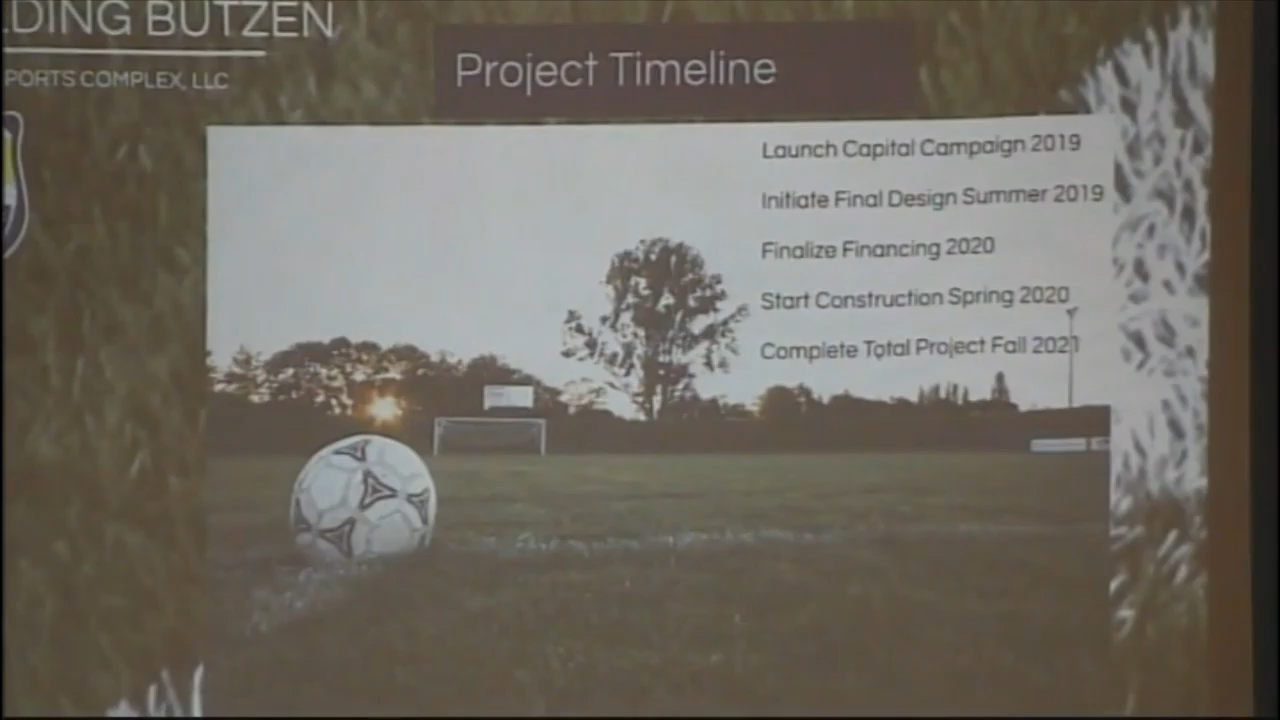 LDING BUTZEN
PORTS COMPLEX, LLC
Project Timeline
Launch Capital Campaign 2019
Initiate Final Design Summer 2019
Finalize Financing 2020
Start Construction Spring 2020
Complete Total Project Fall 2021